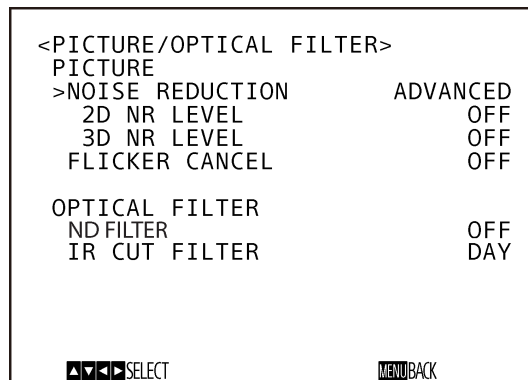 <PICTURE/OPTICAL FILTER>
PICTURE
>NOISE REDUCTION ADVANCED
2D NR LEVEL OFF
3D NR LEVEL OFF
FLICKER CANCEL OFF
OPTICAL FILTER
ND FILTER OFF
IR CUT FILTER DAY
▲▼◀▶SELECT MENUBACK